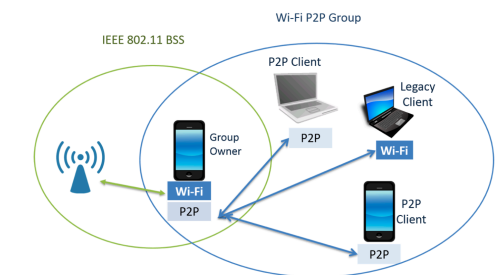 Wi-Fi P2P Group
IEEE 802.11 BSS
P2P Client
Legacy
Client
Group
Owner
P2P
Wi-Fi
Wi-Fi
P2P
P2P
Client
P2P